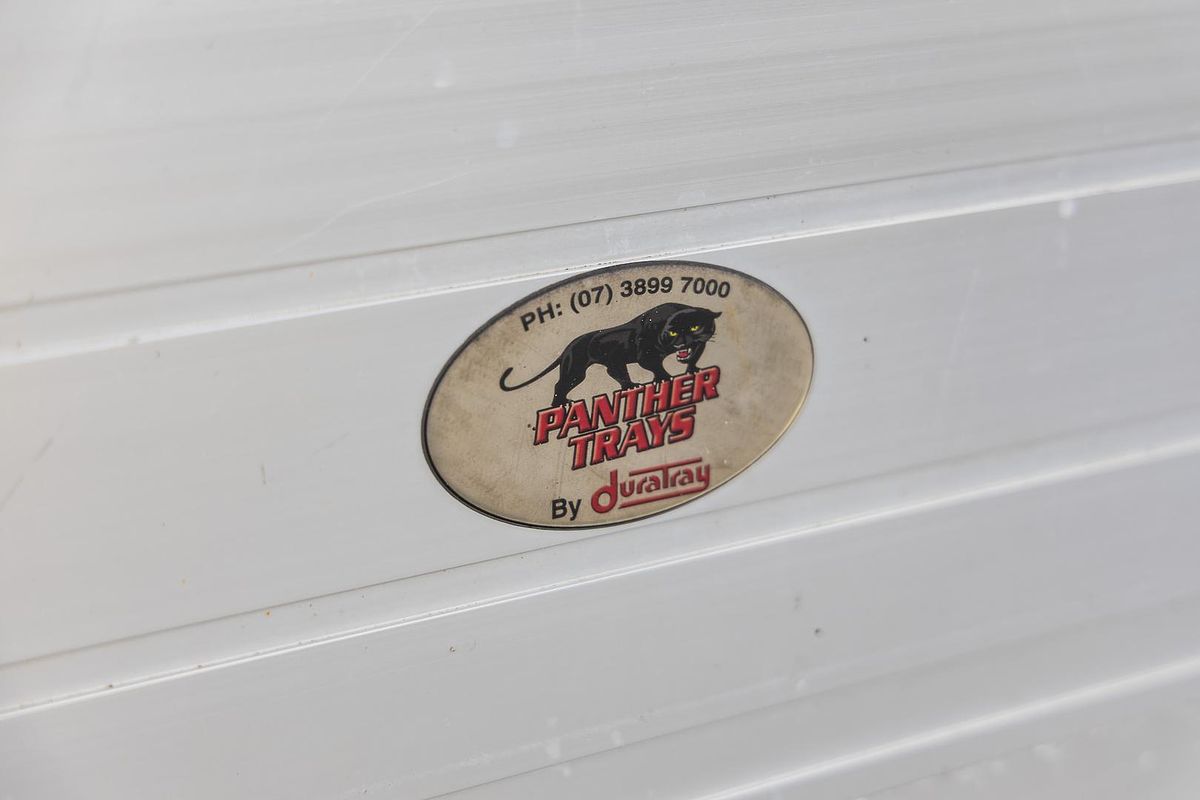 PH: (07) 3899 7000
PANTHER
TRAYS
By duraTray